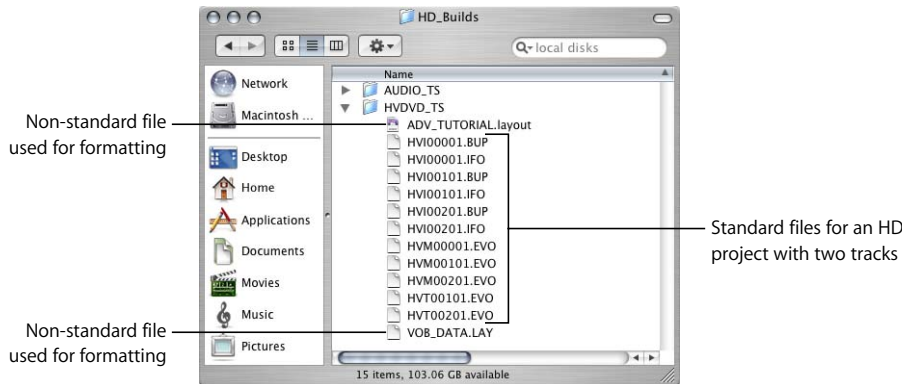 HD_Builds
local disks
Network
Macintosh ...
Desktop
Home
Applications
Documents
Movies
Music
Pictures
Name
AUDIO_TS
HVDVD_TS
ADV_TUTORIAL.layout
HVI00001.BUP
HVI00001.IFO
HVI00101.BUP
HVI00101.IFO
HVI00201.BUP
HVI00201.IFO
HVM00001.EVO
HVM00101.EVO
HVM00201.EVO
HVT00101.EVO
HVT00201.EVO
VOB_DATA.LAY
15 items, 103.06 GB available
Non-standard file
used for formatting
Non-standard file
used for formatting
Standard files for an HD
project with two tracks